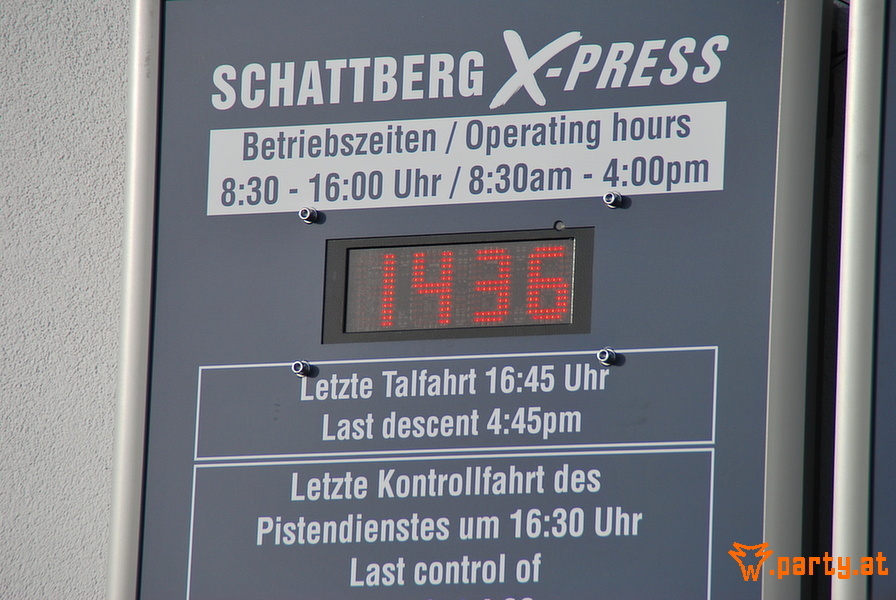 SCHATTBERG X-PRESS
Betriebszeiten / Operating hours
8:30 - 16:00 Uhr / 8:30am - 4:00pm
1436
Letzte Talfahrt 16:45 Uhr
Last descent 4:45pm
Letzte Kontrollfahrt des
Pistendienstes um 16:30 Uhr
Last control of
w.party.at